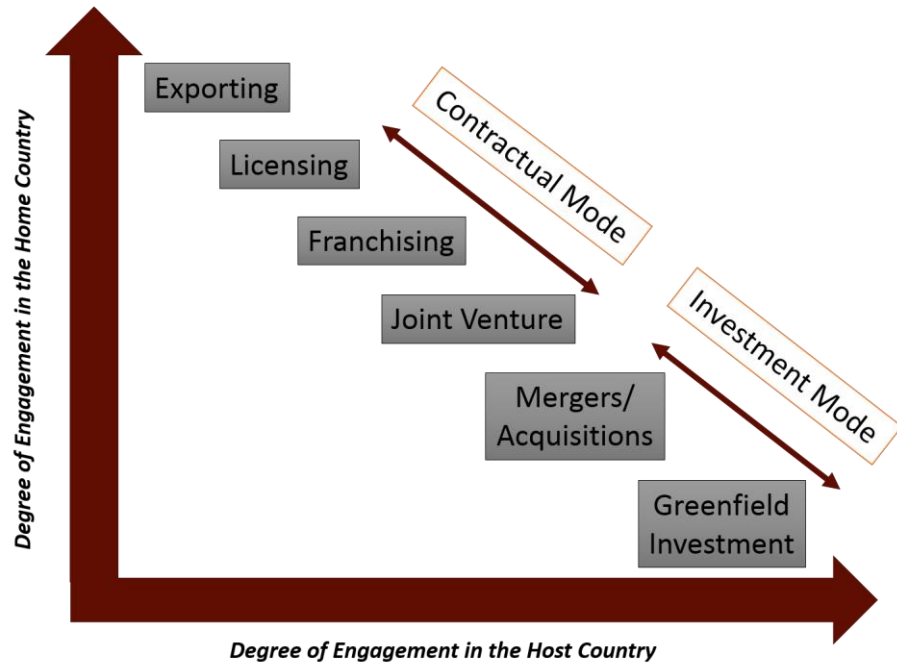 Degree of Engagement in the Home Country
Exporting
Licensing
Franchising
Joint Venture
Mergers/
Acquisitions
Greenfield
Investment
Contractual Mode
Investment Mode
Degree of Engagement in the Host Country